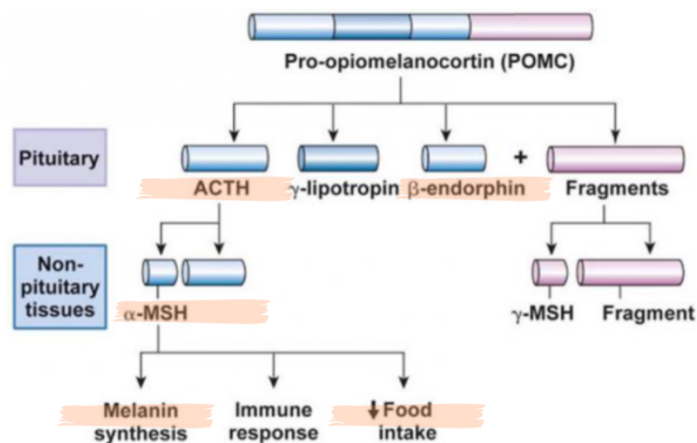 Pro-opiomelanocortin (POMC)
Pituitary
ACTH
γ-lipotropin
β-endorphin
+
Fragments
Non-
pituitary
tissues
α-MSH
γ-MSH
Fragment
Melanin
synthesis
Immune
response
↓ Food
intake